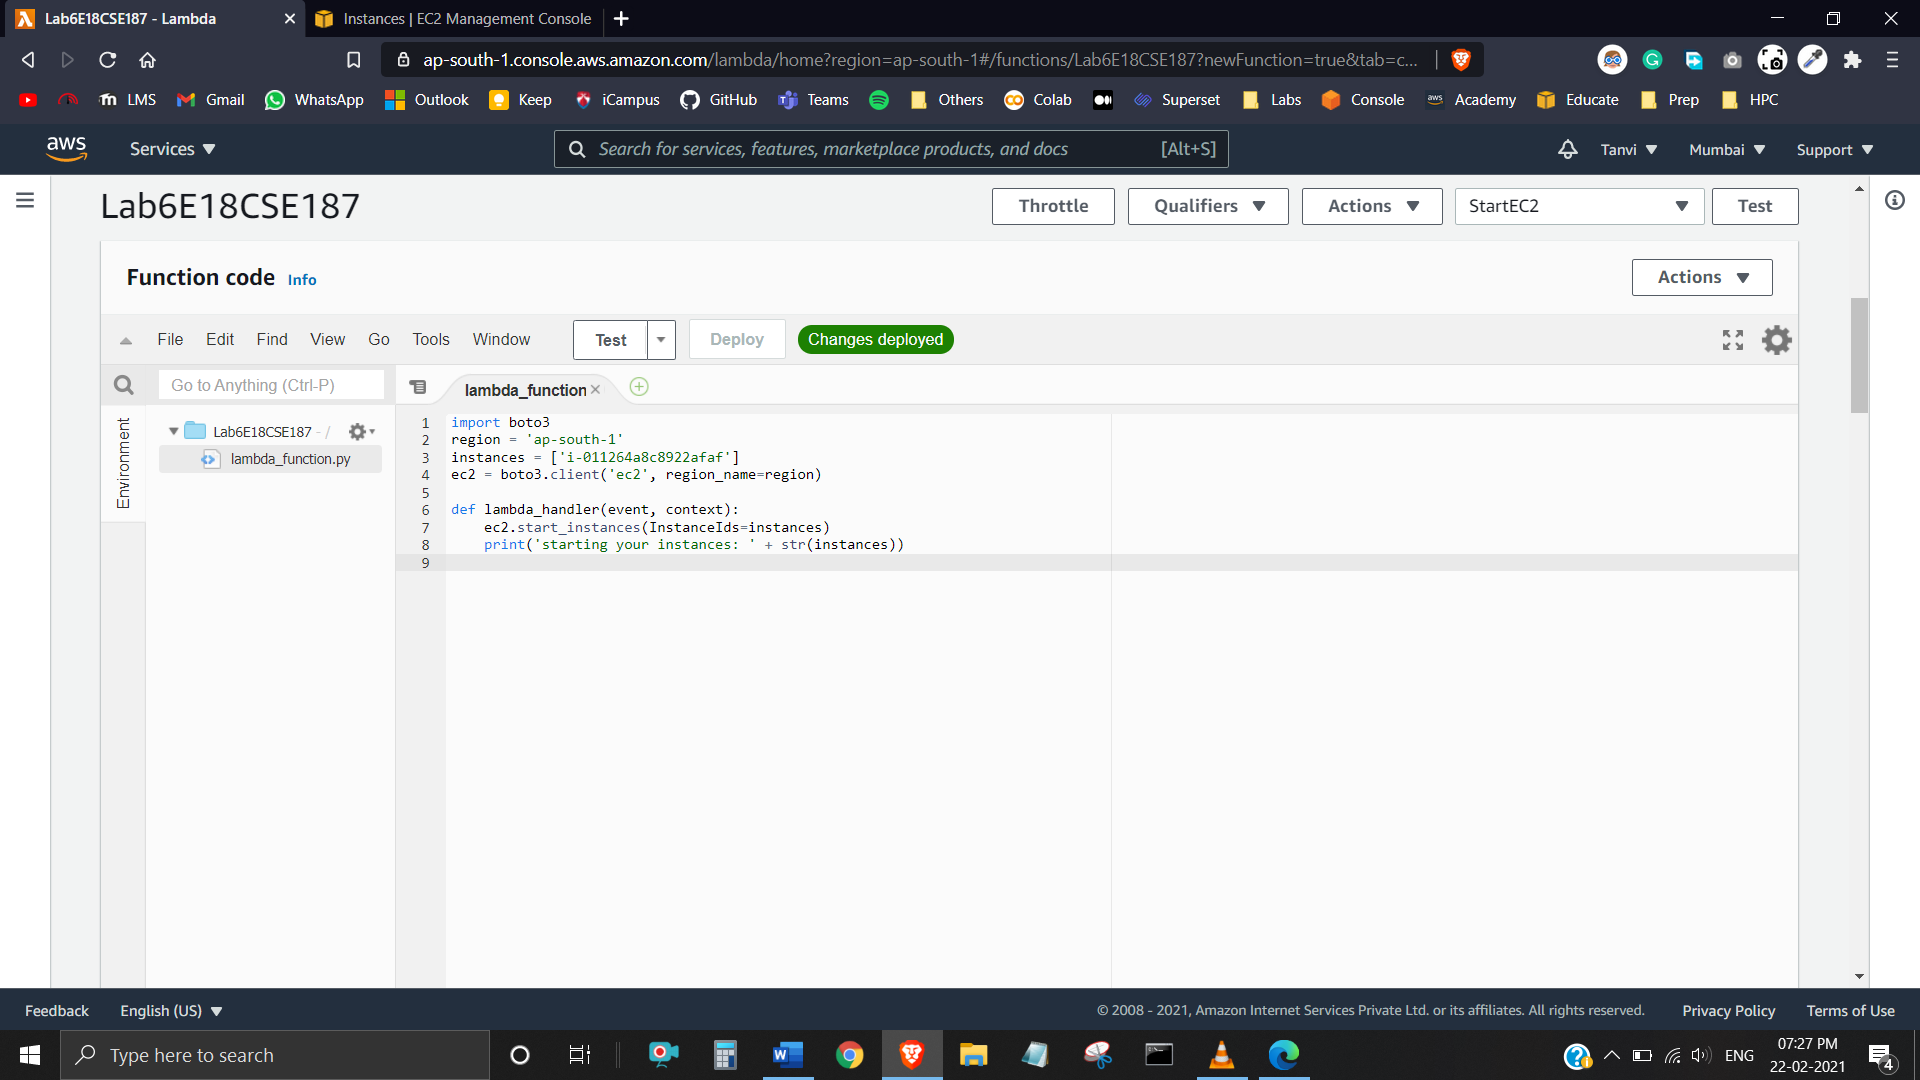 Lab6E18CSE187 - Lambda
Instances | EC2 Management Console
ap-south-1.console.aws.amazon.com/lambda/home?region=ap-south-1#/functions/Lab6E18CSE187?newFunction=true&tab=c...
LMS Gmail WhatsApp Outlook Keep iCampus GitHub Teams Others Colab Superset Labs Console aws Academy Educate Prep HPC
aws Services Search for services, features, marketplace products, and docs [Alt+S] Tanvi Mumbai Support
Lab6E18CSE187 Throttle Qualifiers Actions StartEC2 Test
Function code Info Actions
File Edit Find View Go Tools Window Test Deploy Changes deployed
Go to Anything (Ctrl-P) lambda_function
Environment
Lab6E18CSE187 - /
lambda_function.py
1 import boto3
2 region = 'ap-south-1'
3 instances = ['i-011264a8c8922afaf']
4 ec2 = boto3.client('ec2', region_name=region)
5
6 def lambda_handler(event, context):
7 ec2.start_instances(InstanceIds=instances)
8 print('starting your instances: ' + str(instances))
9
Feedback English (US) © 2008 - 2021, Amazon Internet Services Private Ltd. or its affiliates. All rights reserved. Privacy Policy Terms of Use
Type here to search ENG 07:27 PM
22-02-2021
4